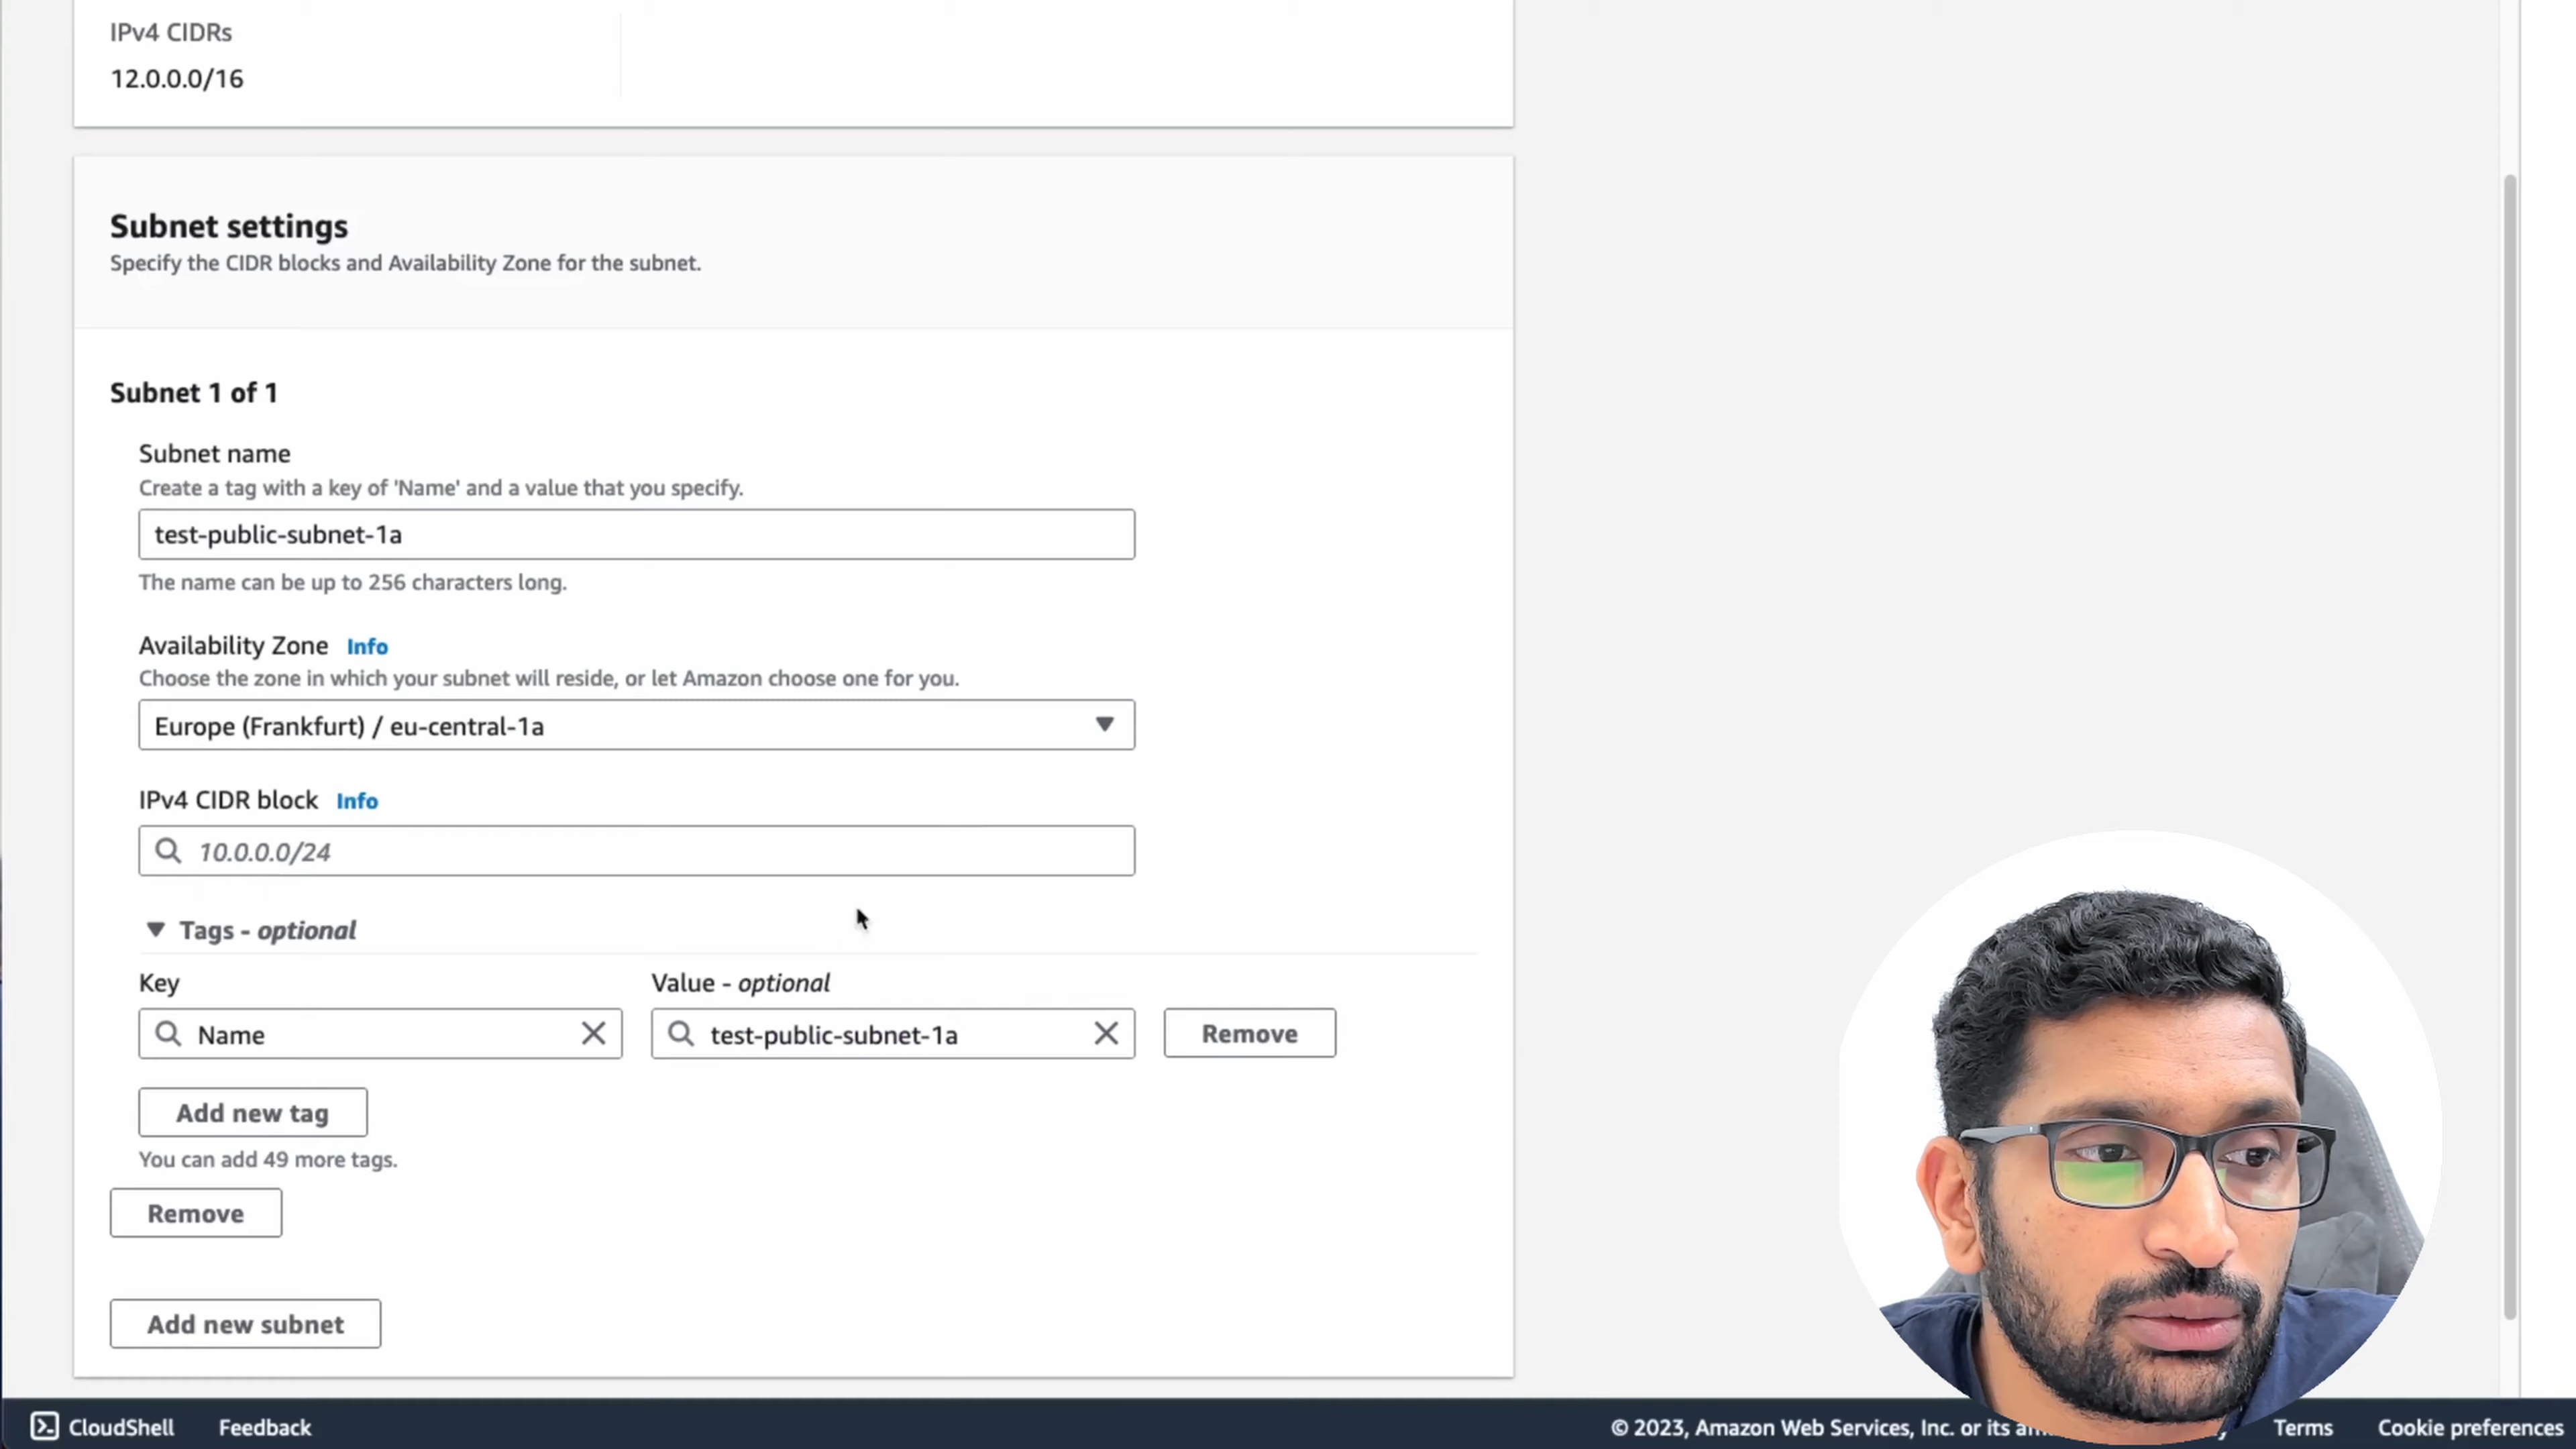 IPv4 CIDRs
12.0.0.0/16
Subnet settings
Specify the CIDR blocks and Availability Zone for the subnet.
Subnet 1 of 1
Subnet name
Create a tag with a key of 'Name' and a value that you specify.
test-public-subnet-1a
The name can be up to 256 characters long.
Availability Zone Info
Choose the zone in which your subnet will reside, or let Amazon choose one for you.
Europe (Frankfurt) / eu-central-1a
IPv4 CIDR block Info
10.0.0.0/24
Tags - optional
Key Value - optional
Name test-public-subnet-1a Remove
Add new tag
You can add 49 more tags.
Remove
Add new subnet
CloudShell Feedback © 2023, Amazon Web Services, Inc. or its Terms Cookie preferences